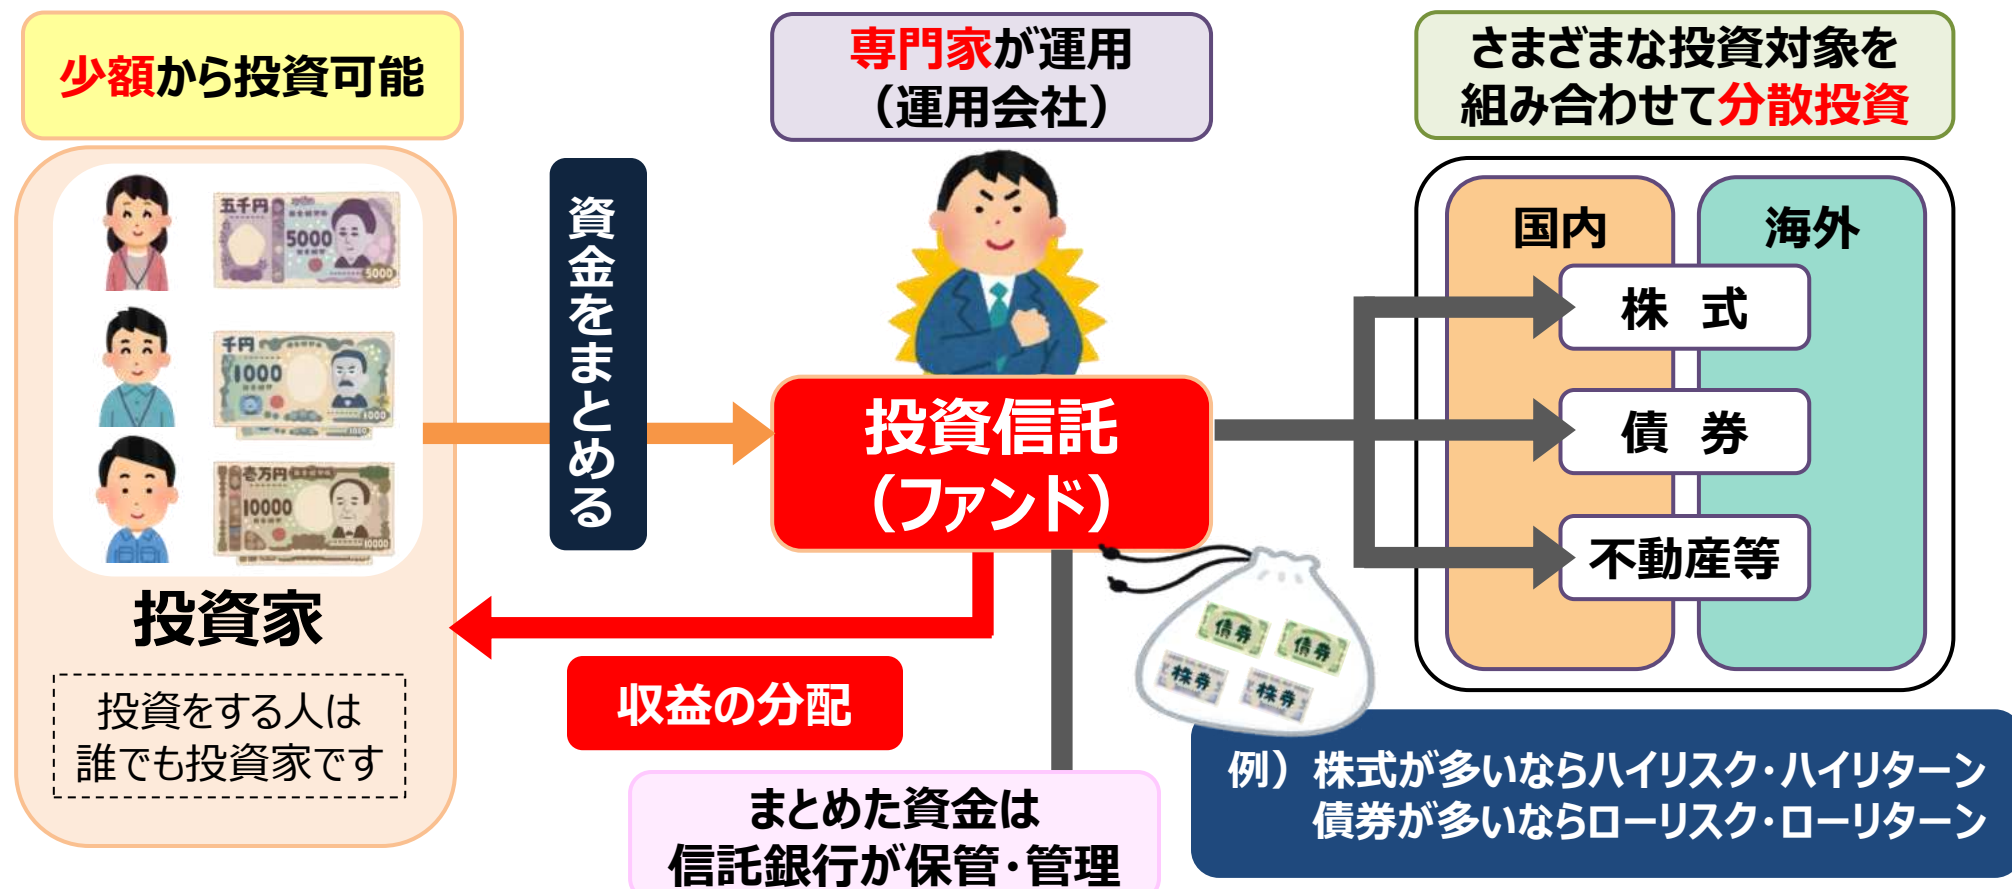 少額から投資可能
専門家が運用
（運用会社）
さまざまな投資対象を
組み合わせて分散投資
五千円
5000
5000
千円
1000
1000
壱万円
10000
10000
投資家
投資をする人は
誰でも投資家です
資金をまとめる
投資信託
（ファンド）
収益の分配
まとめた資金は
信託銀行が保管・管理
国内
海外
株 式
債 券
不動産等
債券
債券
株券
株券
例）株式が多いならハイリスク・ハイリターン
債券が多いならローリスク・ローリターン